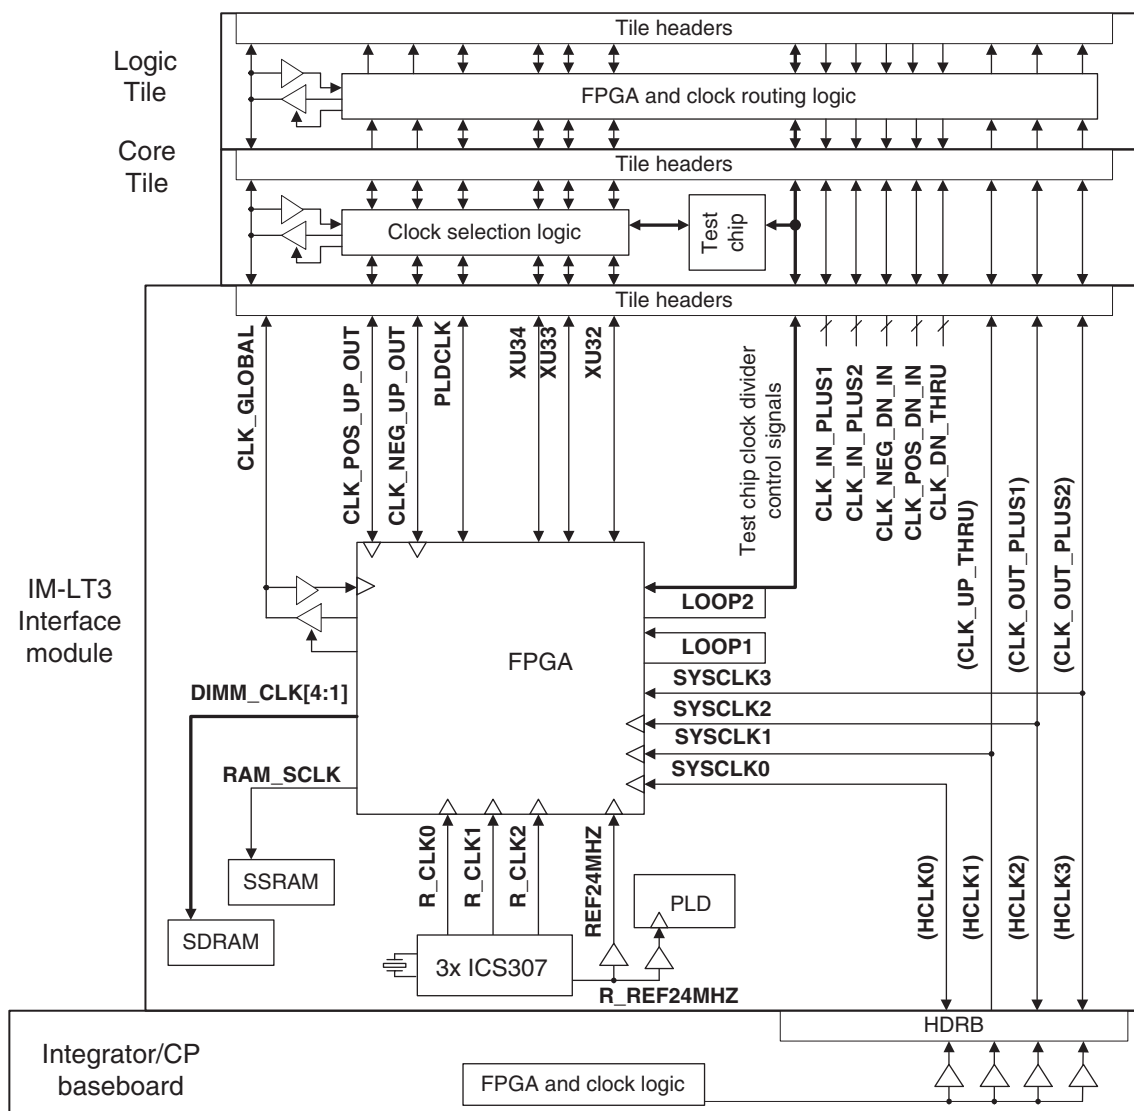 Tile headers
Logic
Tile
FPGA and clock routing logic
Core
Tile
Tile headers
Clock selection logic
Test
chip
Tile headers
CLK_GLOBAL
CLK_POS_UP_OUT
CLK_NEG_UP_OUT
PLDCLK
XU34
XU33
XU32
Test chip clock divider
control signals
CLK_IN_PLUS1
CLK_IN_PLUS2
CLK_NEG_DN_IN
CLK_POS_DN_IN
CLK_DN_THRU
(CLK_UP_THRU)
(CLK_OUT_PLUS1)
(CLK_OUT_PLUS2)
IM-LT3
Interface
module
FPGA
LOOP2
LOOP1
SYSCLK3
SYSCLK2
SYSCLK1
SYSCLK0
DIMM_CLK[4:1]
RAM_SCLK
SSRAM
SDRAM
R_CLK0
R_CLK1
R_CLK2
REF24MHZ
PLD
3x ICS307
R_REF24MHZ
(HCLK0)
(HCLK1)
(HCLK2)
(HCLK3)
HDRB
Integrator/CP
baseboard
FPGA and clock logic